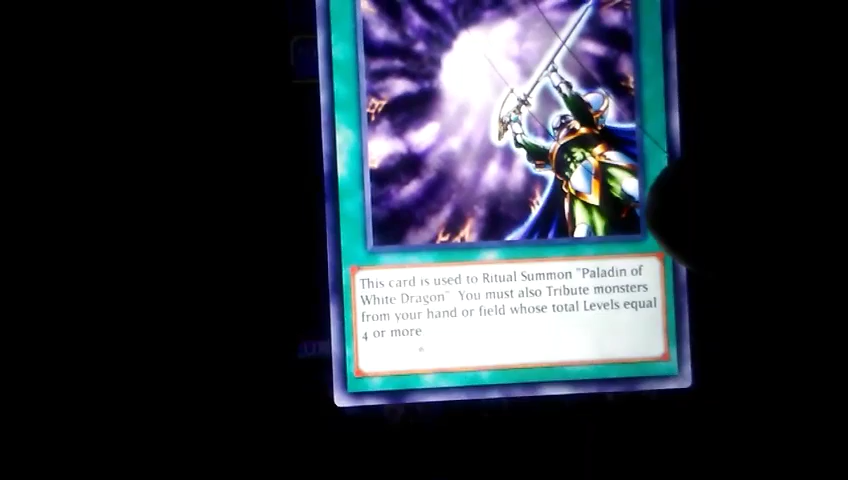 This card is used to Ritual Summon "Paladin of
White Dragon" You must also Tribute monsters
from your hand or field whose total Levels equal
4 or more